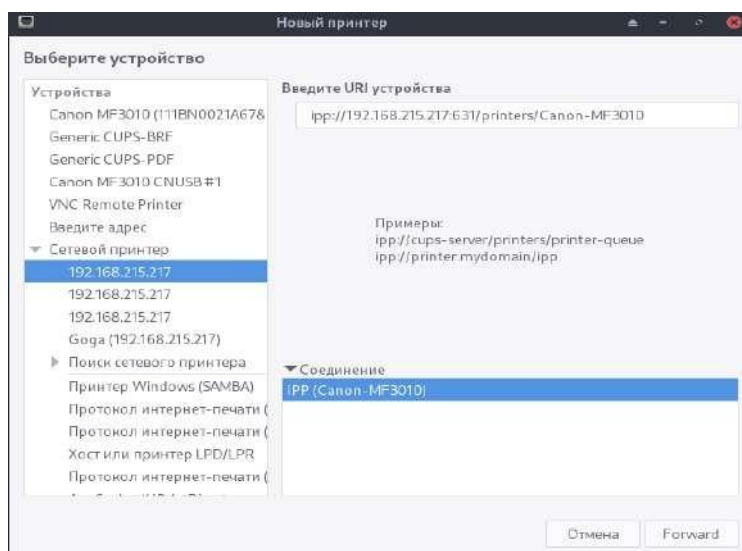 Новый принтер
Выберите устройство
Устройства
Canon MF3010 (111BN0021A67&
Generic CUPS-BRF
Generic CUPS-PDF
Canon MF3010 CNUSB #1
VNC Remote Printer
Введите адрес
Сетевой принтер
192.168.215.217
192.168.215.217
192.168.215.217
Goga (192.168.215.217)
Поиск сетевого принтера
Принтер Windows (SAMBA)
Протокол интернет-печати (
Протокол интернет-печати (
Хост или принтер LPD/LPR
Протокол интернет-печати (
Введите URI устройства
ipp://192.168.215.217:631/printers/Canon-MF3010
Примеры:
ipp://cups-server/printers/printer-queue
ipp://printer.mydomain/ipp
Соединение
IPP (Canon-MF3010)
Отмена
Forward